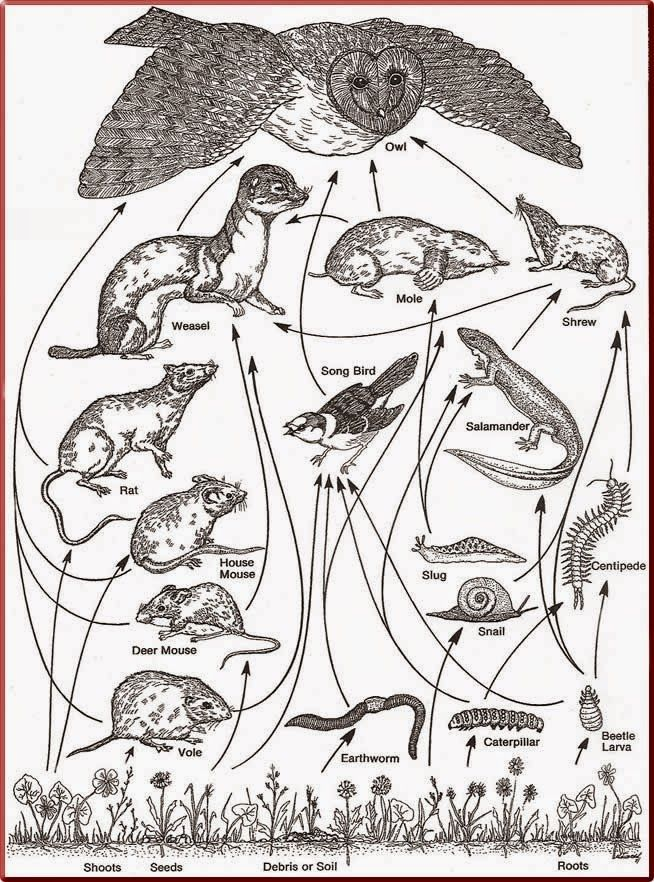 Owl
Weasel
Mole
Shrew
Song Bird
Salamander
Rat
House
Mouse
Slug
Centipede
Snail
Deer Mouse
Vole
Earthworm
Caterpillar
Beetle
Larva
Shoots
Seeds
Debris or Soil
Roots